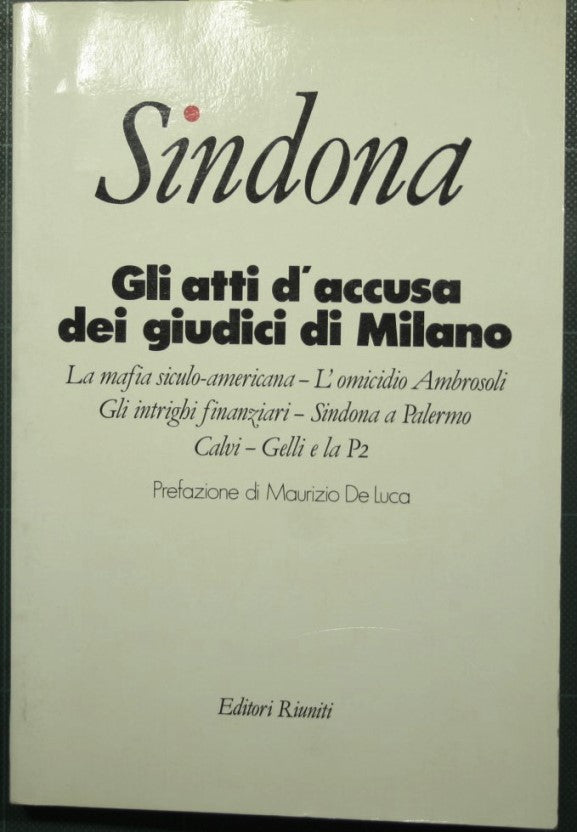 Sindona
Gli atti d'accusa
dei giudici di Milano
La mafia siculo-americana – L'omicidio Ambrosoli
Gli intrighi finanziari – Sindona a Palermo
Calvi – Gelli e la P2
Prefazione di Maurizio De Luca
Editori Riuniti